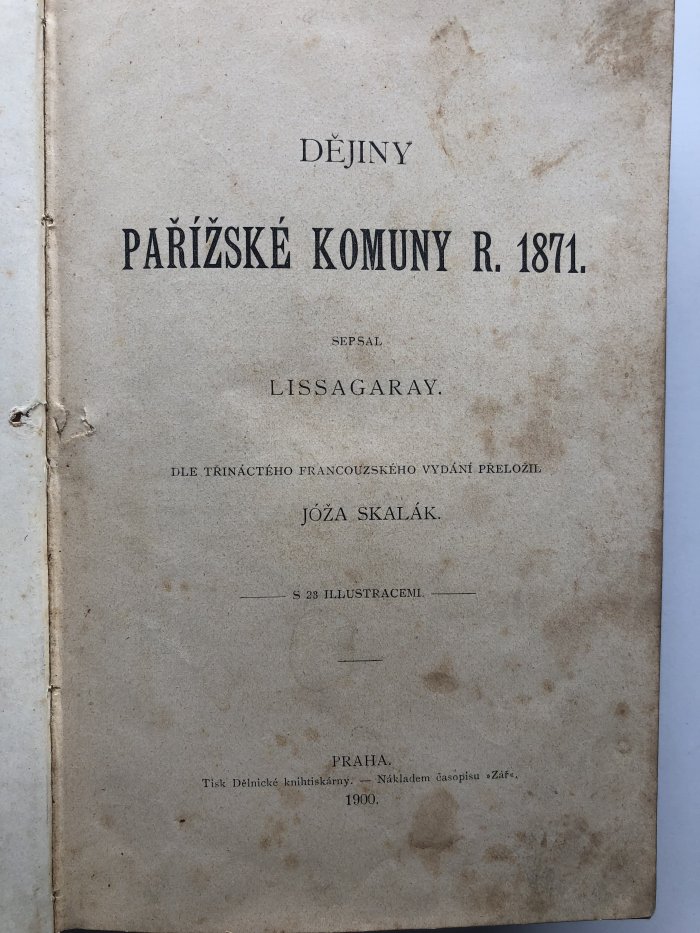 DĚJINY
PAŘÍŽSKÉ KOMUNY R. 1871.
SEPSAL
LISSAGARAY.
DLE TŘINÁCTÉHO FRANCOUZSKÉHO VYDÁNÍ PŘELOŽIL
JÓŽA SKALÁK.
S 23 ILLUSTRACEMI.
PRAHA.
Tisk Dělnické knihtiskárny. — Nákladem časopisu »Zář«.
1900.